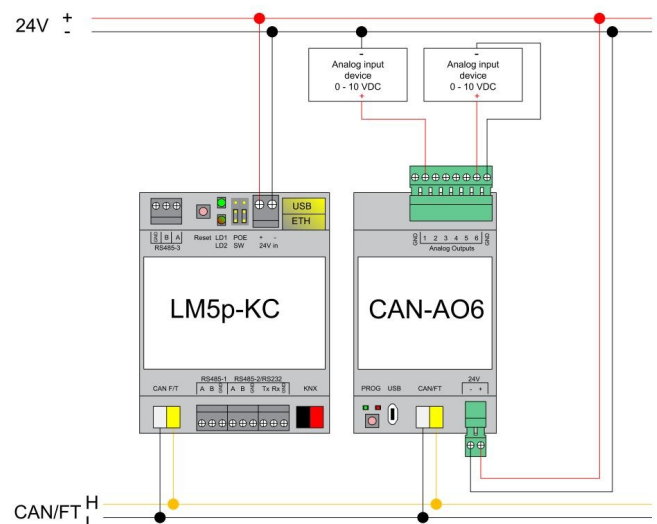 24V + -
-
Analog input
device
0 - 10 VDC
+
-
Analog input
device
0 - 10 VDC
+
USB
ETH
GND B A
RS485-3
Reset LD1 POE + -
LD2 SW 24V in
GND 1 2 3 4 5 6 GND
Analog Outputs
LM5p-KC
CAN-AO6
RS485-1 RS485-2/RS232
CAN F/T A B GND A B GND Tx Rx GND KNX
24V
PROG USB CAN/FT - +
CAN/FT H
L